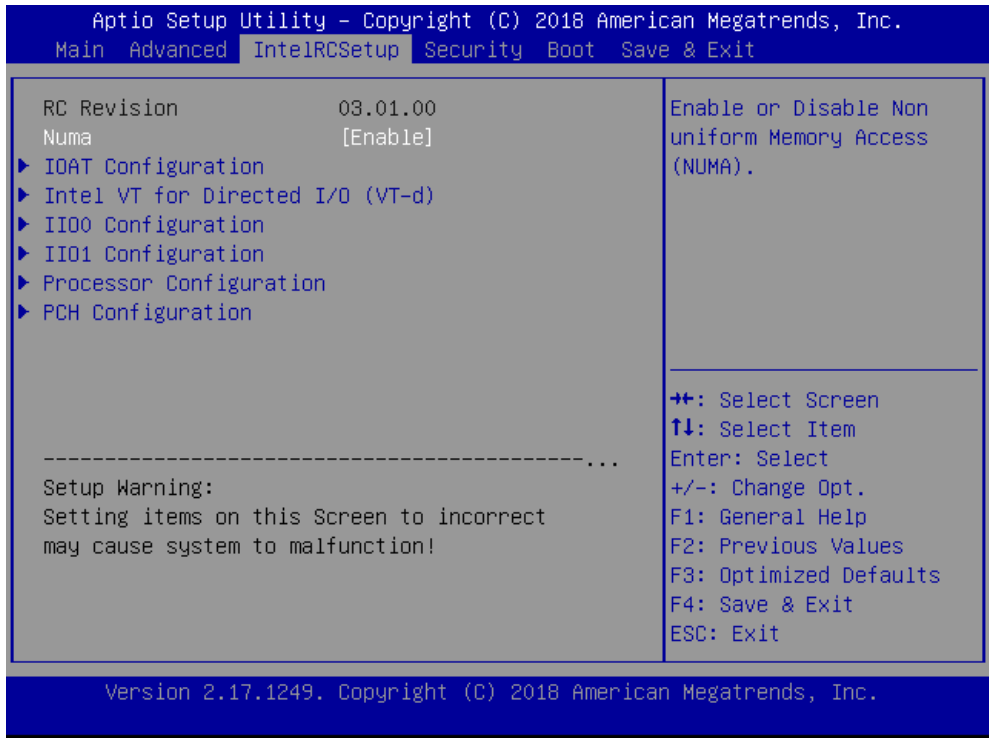 Aptio Setup Utility – Copyright (C) 2018 American Megatrends, Inc.
Main Advanced IntelRCSetup Security Boot Save & Exit
RC Revision 03.01.00
Numa [Enable]
IOAT Configuration
Intel VT for Directed I/O (VT-d)
IIO0 Configuration
IIO1 Configuration
Processor Configuration
PCH Configuration
--------------------------------------------...
Setup Warning:
Setting items on this Screen to incorrect
may cause system to malfunction!
Enable or Disable Non
uniform Memory Access
(NUMA).
→←: Select Screen
↑↓: Select Item
Enter: Select
+/-: Change Opt.
F1: General Help
F2: Previous Values
F3: Optimized Defaults
F4: Save & Exit
ESC: Exit
Version 2.17.1249. Copyright (C) 2018 American Megatrends, Inc.